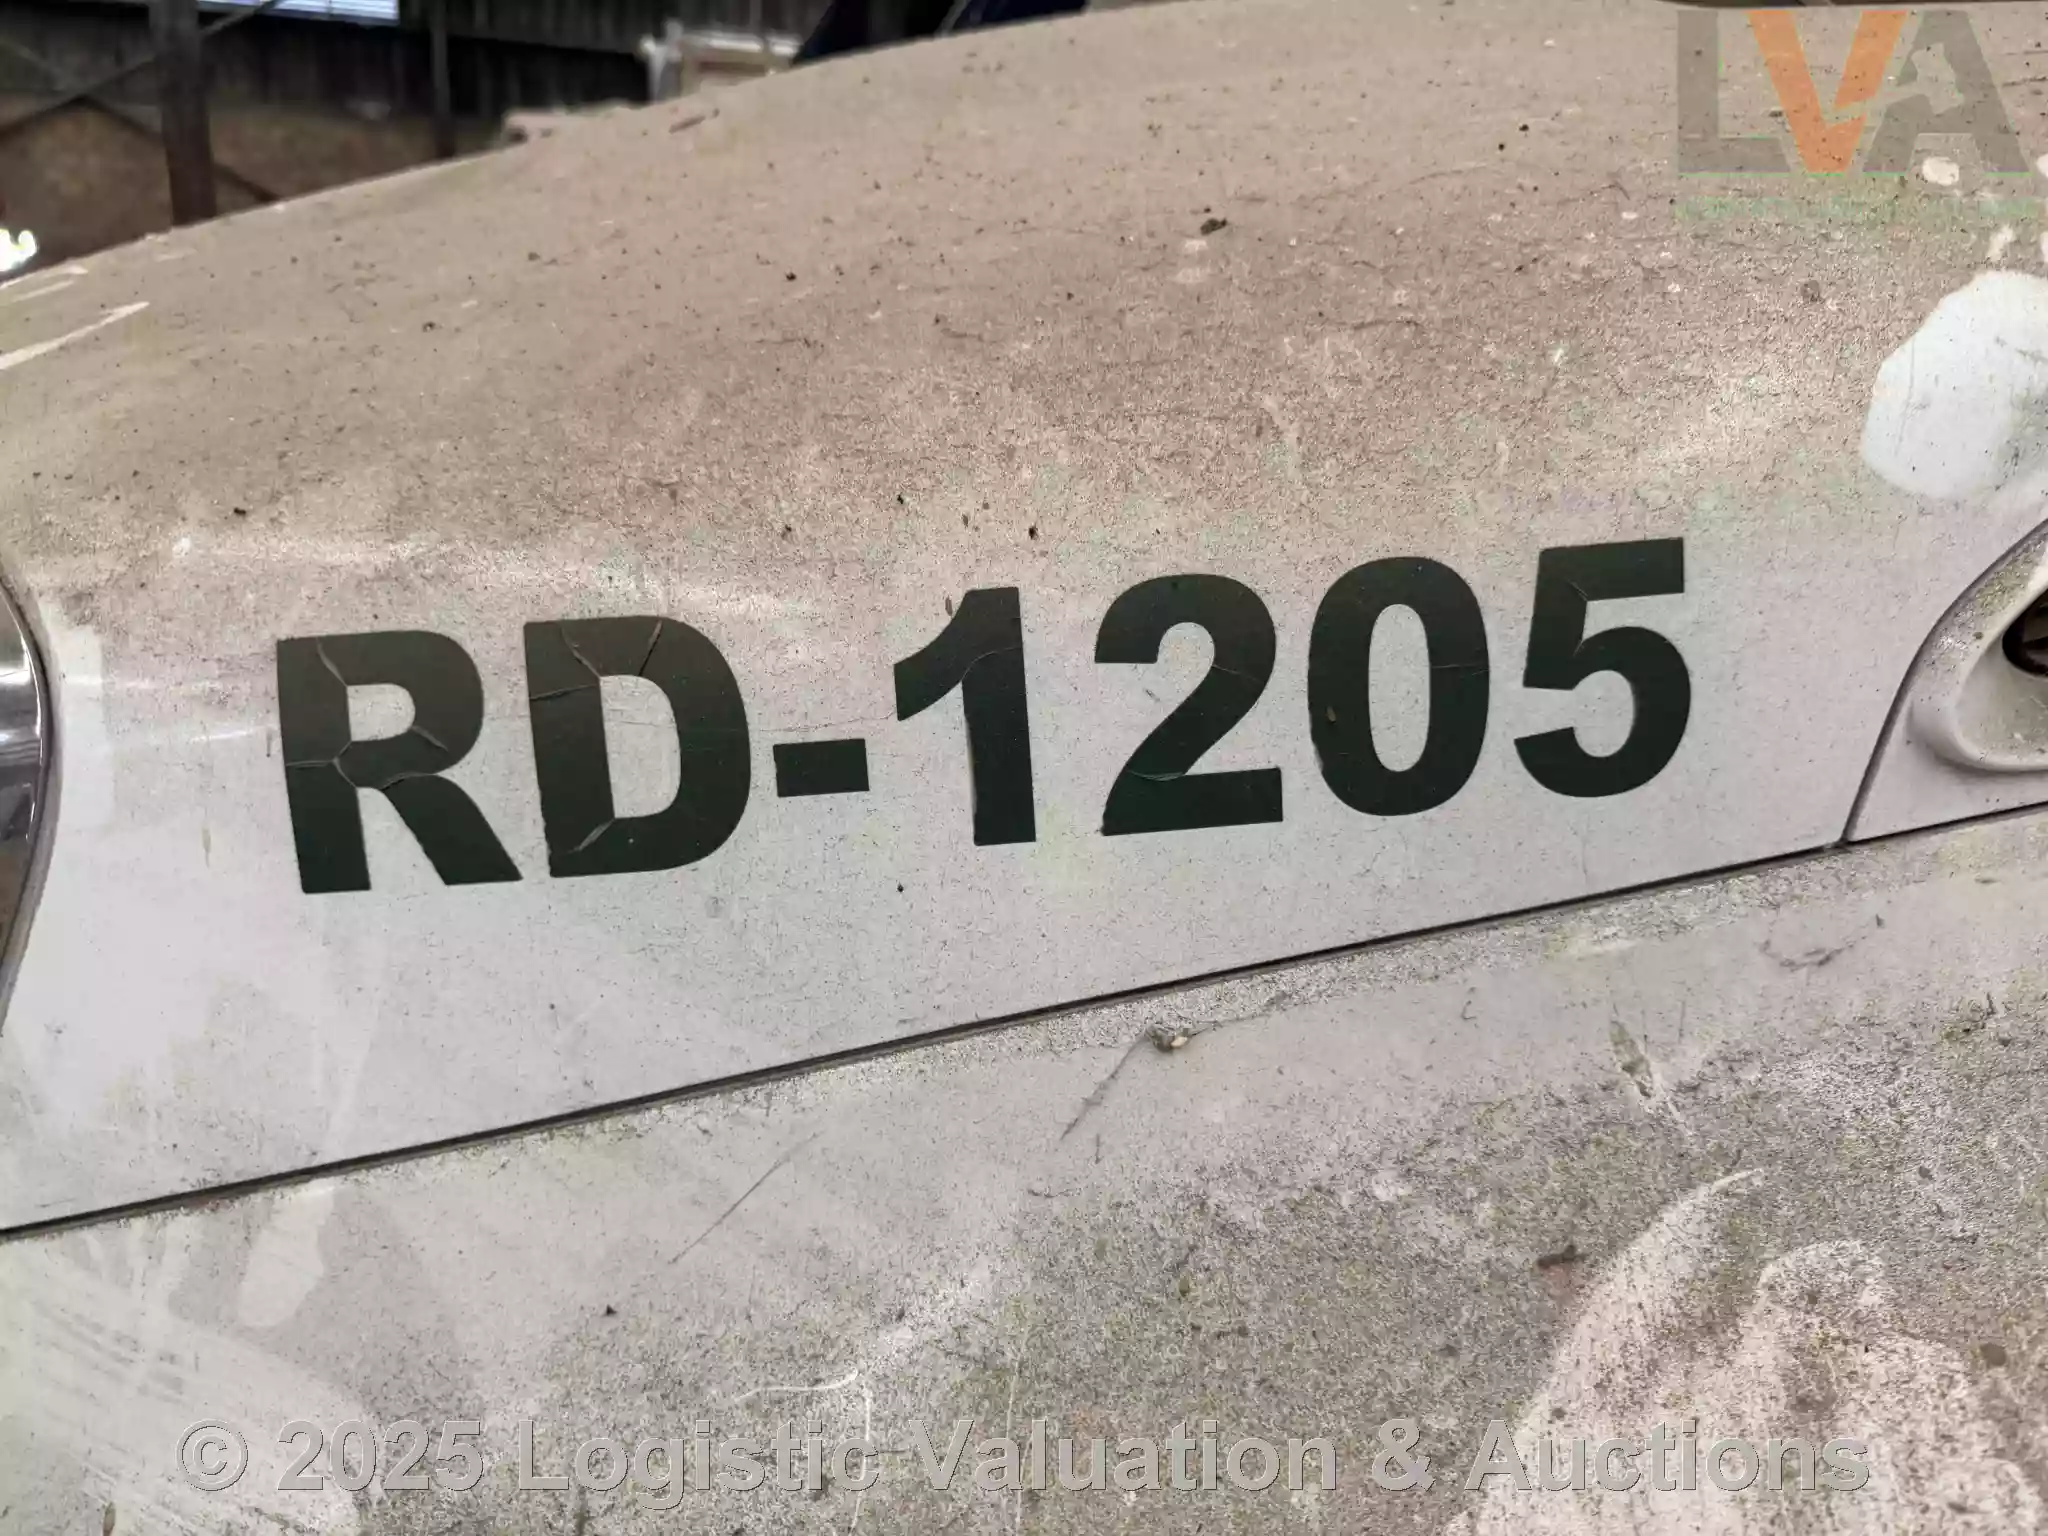 LVA
RD-1205
© 2025 Logistic Valuation & Auctions